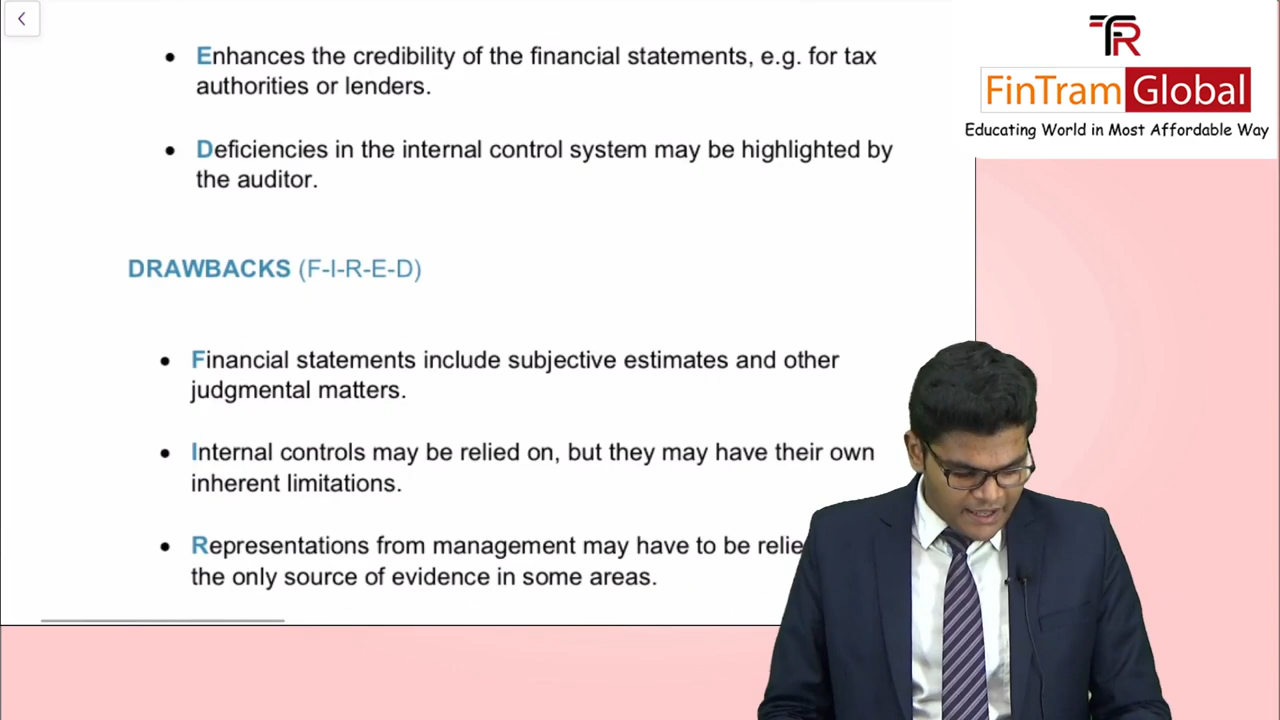 Enhances the credibility of the financial statements, e.g. for tax
authorities or lenders.
Deficiencies in the internal control system may be highlighted by
the auditor.
DRAWBACKS (F-I-R-E-D)
Financial statements include subjective estimates and other
judgmental matters.
Internal controls may be relied on, but they may have their own
inherent limitations.
Representations from management may have to be
the only source of evidence in some areas.
FR
FinTram Global
Educating World in Most Affordable Way